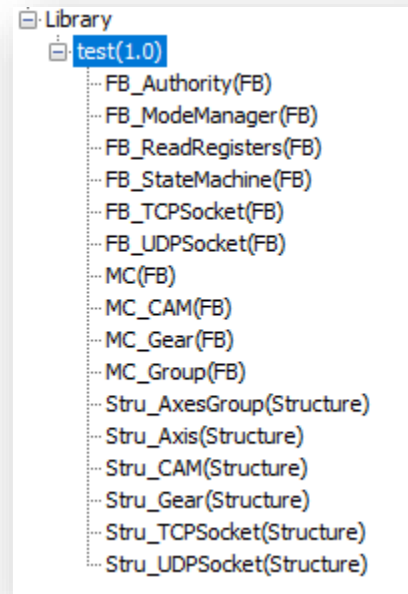 Library
test(1.0)
FB_Authority(FB)
FB_ModeManager(FB)
FB_ReadRegisters(FB)
FB_StateMachine(FB)
FB_TCPSocket(FB)
FB_UDPSocket(FB)
MC(FB)
MC_CAM(FB)
MC_Gear(FB)
MC_Group(FB)
Stru_AxesGroup(Structure)
Stru_Axis(Structure)
Stru_CAM(Structure)
Stru_Gear(Structure)
Stru_TCPSocket(Structure)
Stru_UDPSocket(Structure)